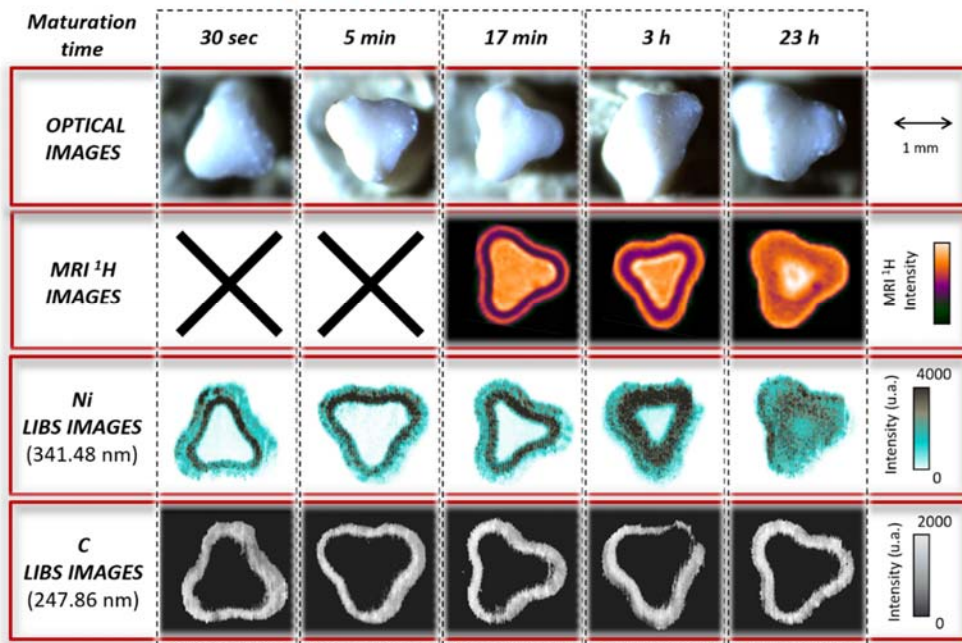 Maturation
time
30 sec
5 min
17 min
3 h
23 h
OPTICAL
IMAGES
1 mm
MRI ¹H
IMAGES
MRI ¹H
Intensity
Ni
LIBS IMAGES
(341.48 nm)
4000
Intensity (u.a.)
0
C
LIBS IMAGES
(247.86 nm)
2000
Intensity (u.a.)
0